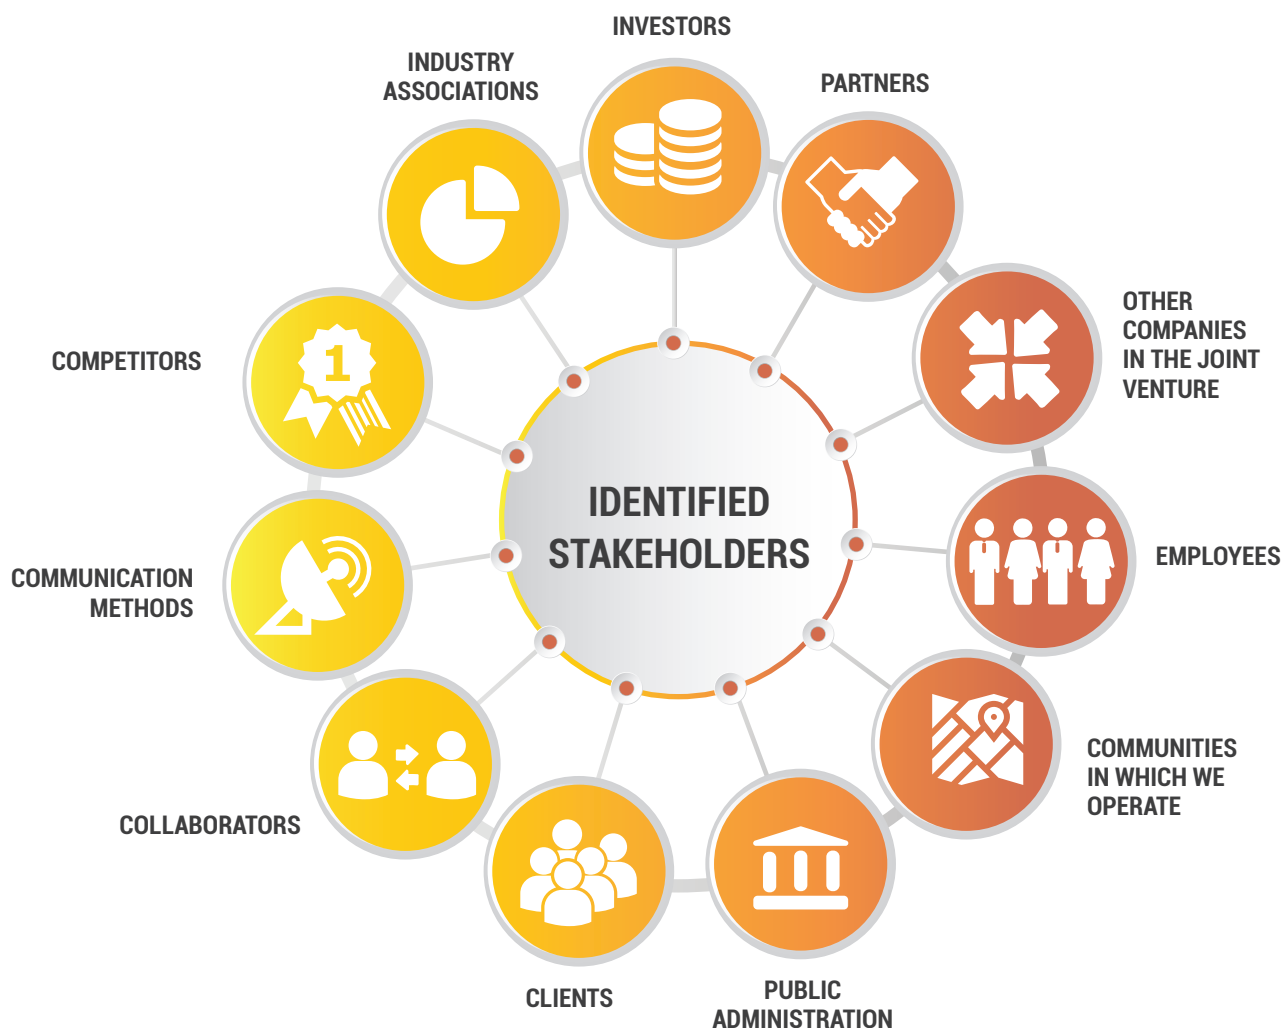 INVESTORS
INDUSTRY
ASSOCIATIONS
PARTNERS
OTHER
COMPANIES
IN THE JOINT
VENTURE
COMPETITORS
1
IDENTIFIED
STAKEHOLDERS
EMPLOYEES
COMMUNICATION
METHODS
COMMUNITIES
IN WHICH WE
OPERATE
COLLABORATORS
CLIENTS
PUBLIC
ADMINISTRATION